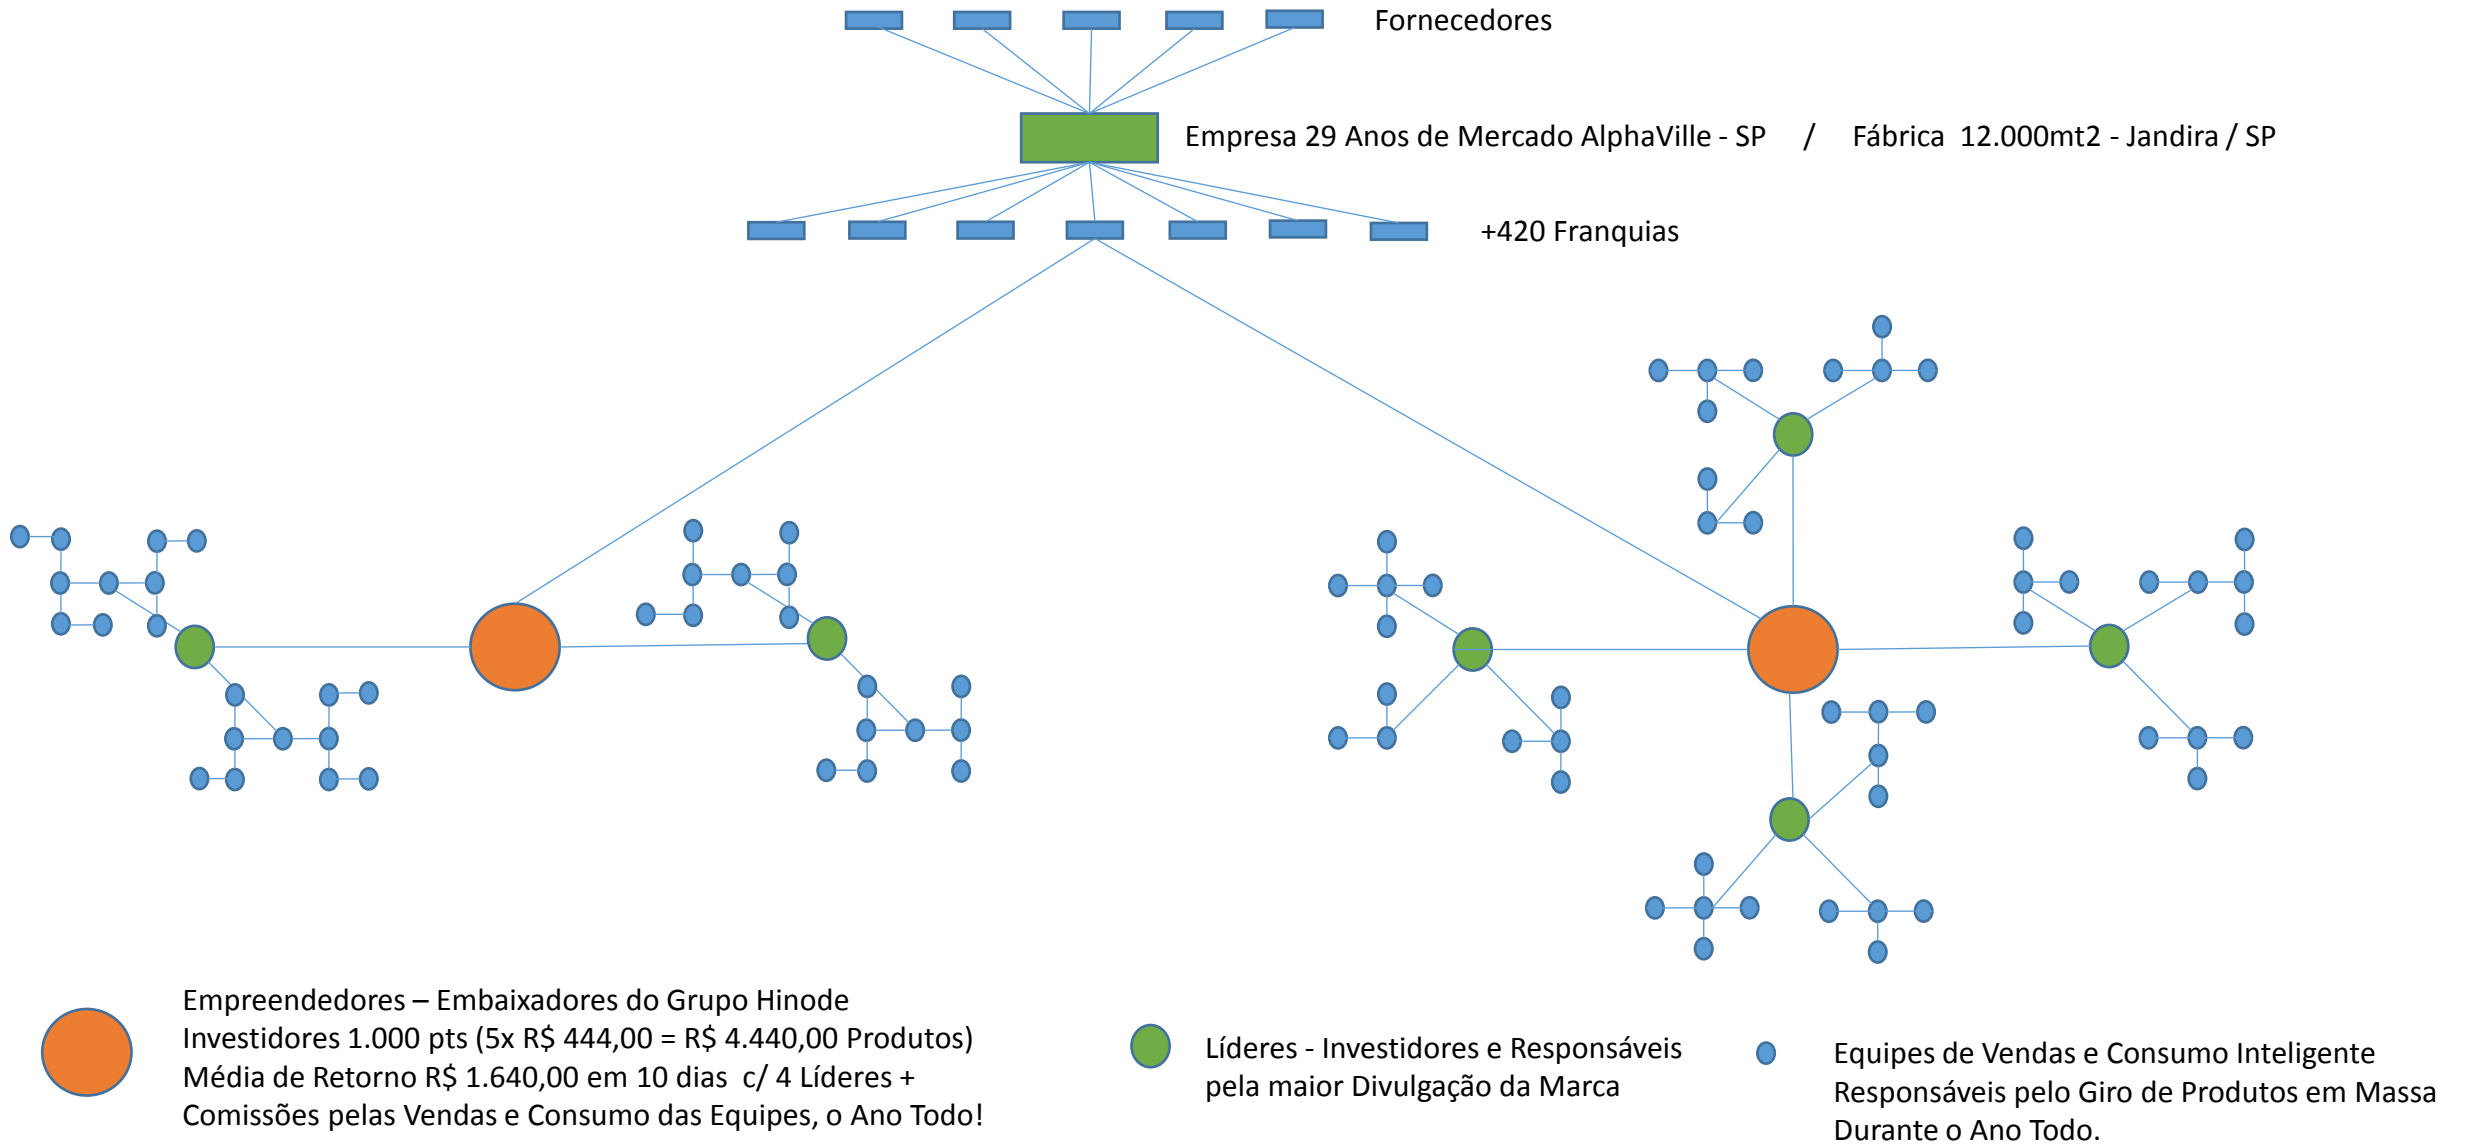 Fornecedores
Empresa 29 Anos de Mercado AlphaVille - SP / Fábrica 12.000mt2 - Jandira / SP
+420 Franquias
Empreendedores – Embaixadores do Grupo Hinode
Investidores 1.000 pts (5x R$ 444,00 = R$ 4.440,00 Produtos)
Média de Retorno R$ 1.640,00 em 10 dias c/ 4 Líderes +
Comissões pelas Vendas e Consumo das Equipes, o Ano Todo!
Líderes - Investidores e Responsáveis
pela maior Divulgação da Marca
Equipes de Vendas e Consumo Inteligente
Responsáveis pelo Giro de Produtos em Massa
Durante o Ano Todo.